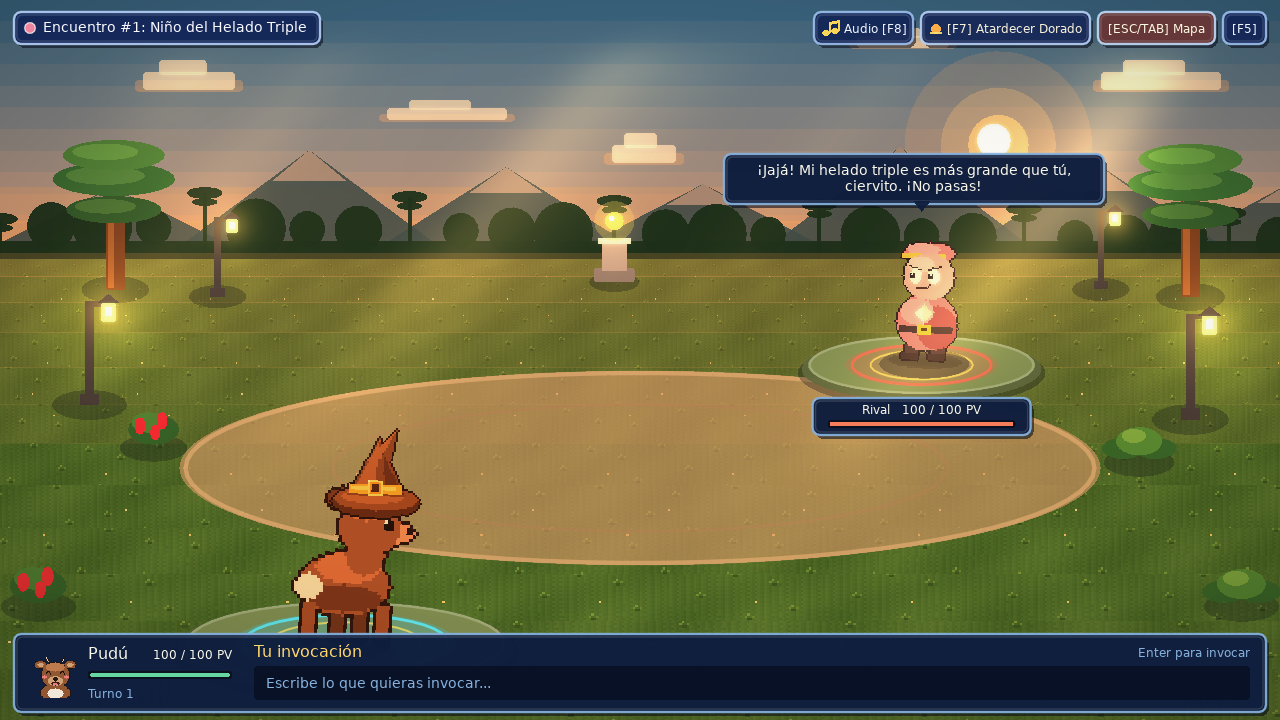 Encuentro #1: Niño del Helado Triple
Audio [F8]
[F7] Atardecer Dorado
[ESC/TAB] Mapa
[F5]
¡Jajá! Mi helado triple es más grande que tú,
ciervito. ¡No pasas!
Rival 100 / 100 PV
Pudú 100 / 100 PV
Turno 1
Tu invocación
Enter para invocar
Escribe lo que quieras invocar...